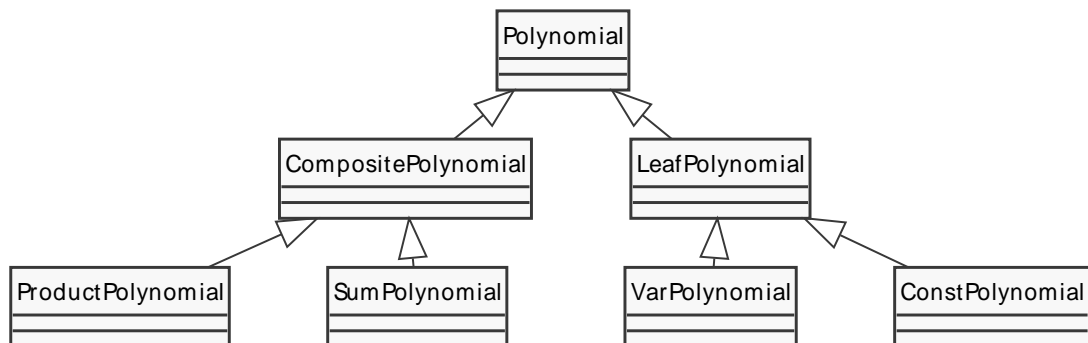 Polynomial
CompositePolynomial
LeafPolynomial
ProductPolynomial
SumPolynomial
VarPolynomial
ConstPolynomial